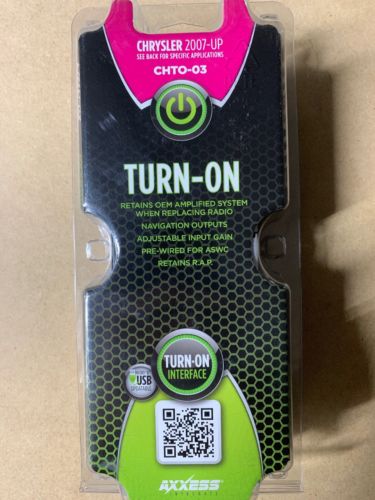 CHRYSLER 2007-UP
SEE BACK FOR SPECIFIC APPLICATIONS
CHTO-03
TURN-ON
RETAINS OEM AMPLIFIED SYSTEM
WHEN REPLACING RADIO
NAVIGATION OUTPUTS
ADJUSTABLE INPUT GAIN
PRE-WIRED FOR ASWC
RETAINS R.A.P.
TURN-ON
INTERFACE
USB
UPDATABLE
AXXESS